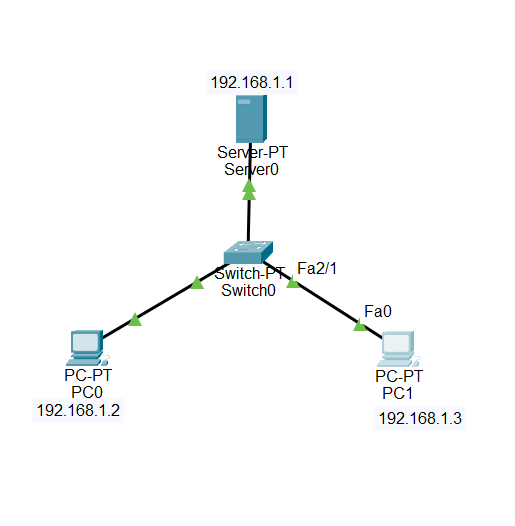 192.168.1.1
Server-PT
Server0
Switch-PT
Switch0
Fa2/1
Fa0
PC-PT
PC0
192.168.1.2
PC-PT
PC1
192.168.1.3